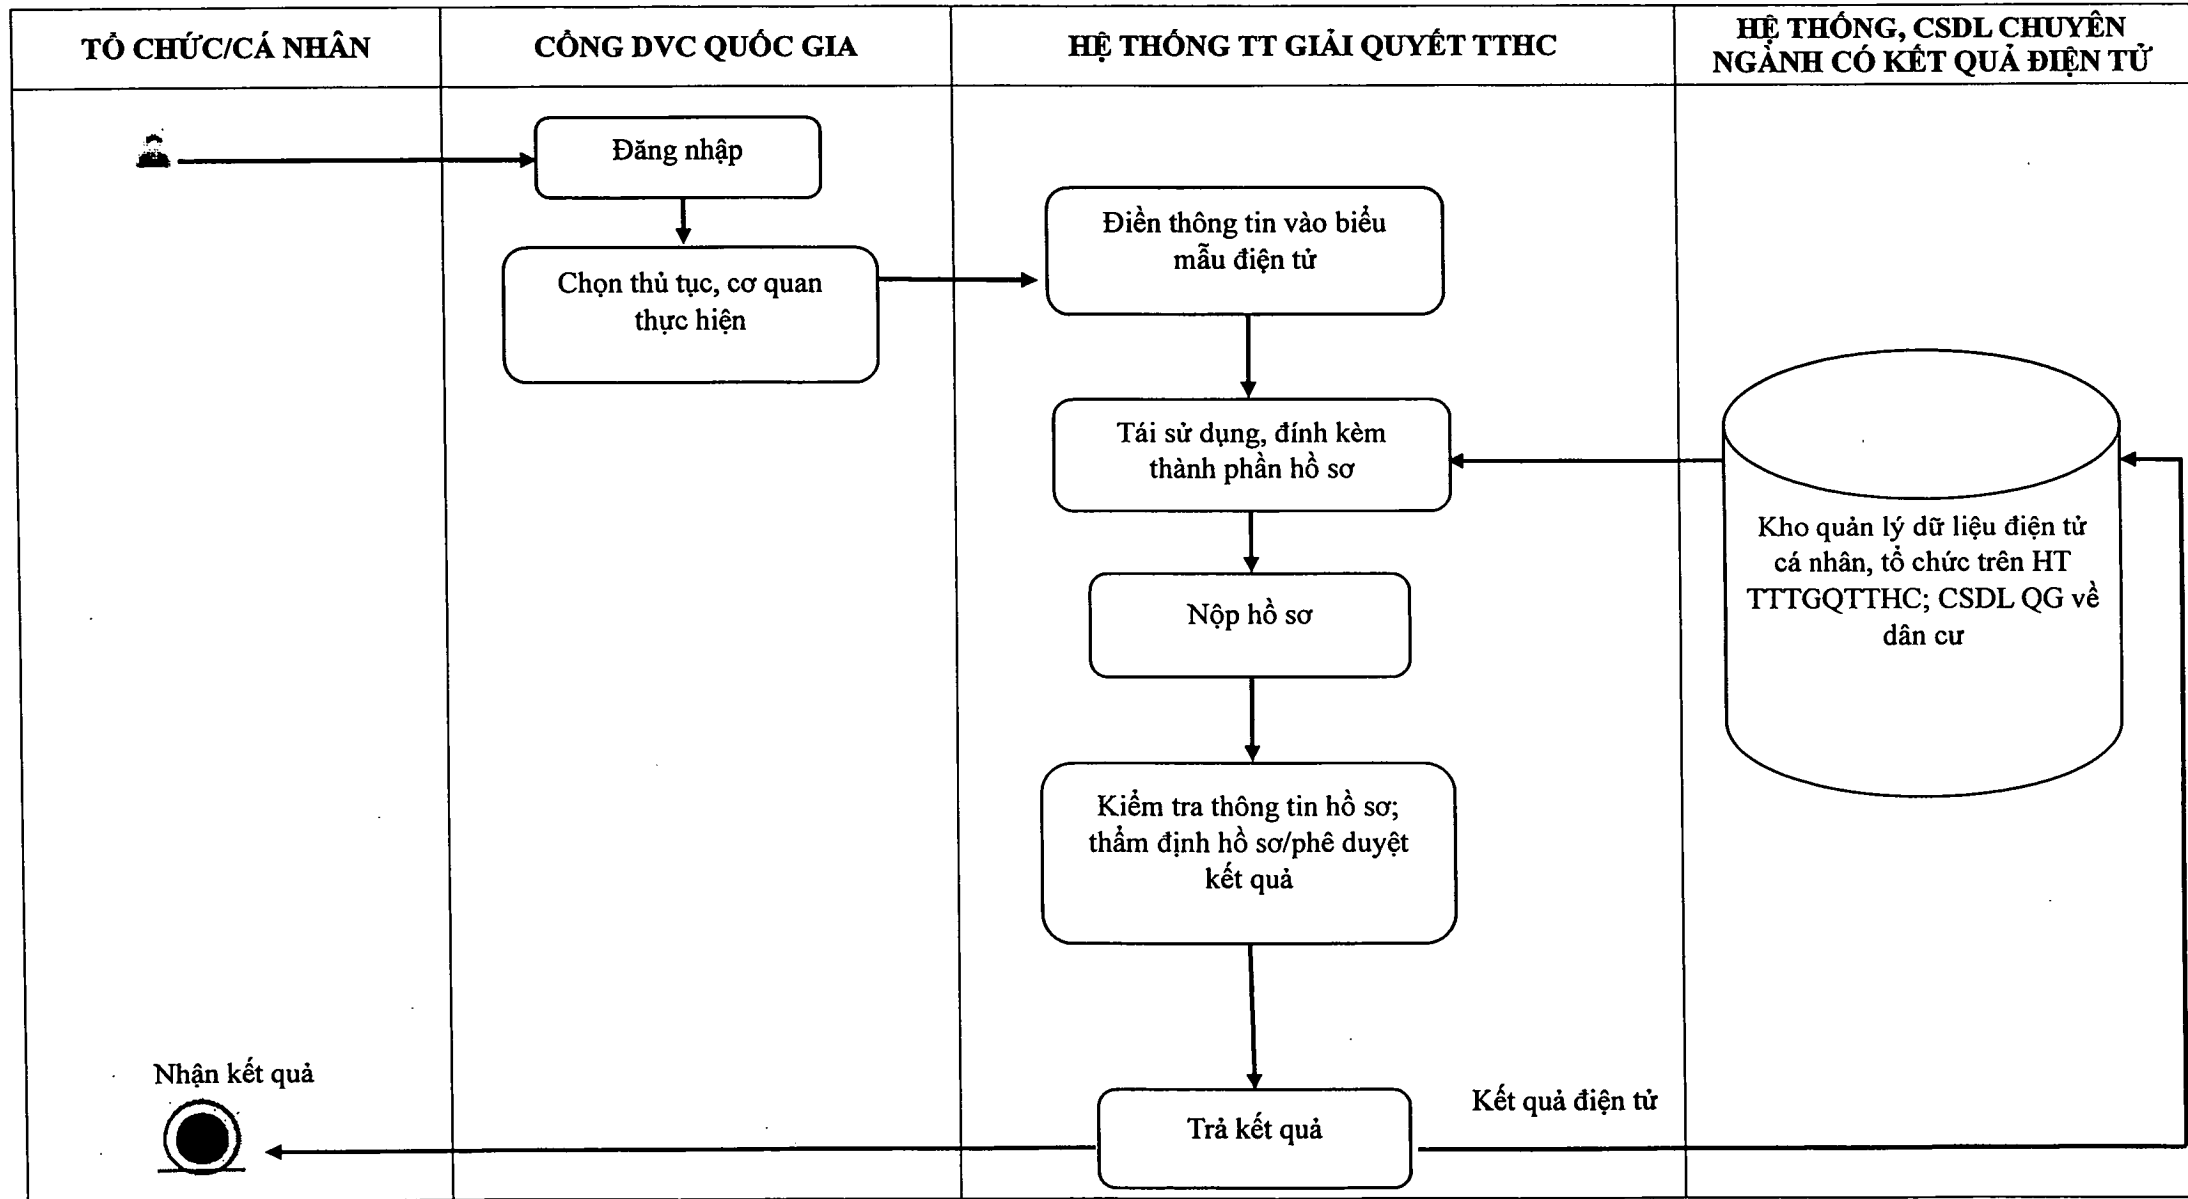 TỔ CHỨC/CÁ NHÂN
CỔNG DVC QUỐC GIA
HỆ THỐNG TT GIẢI QUYẾT TTHC
HỆ THỐNG, CSDL CHUYÊN
NGÀNH CÓ KẾT QUẢ ĐIỆN TỬ
Đăng nhập
Chọn thủ tục, cơ quan
thực hiện
Điền thông tin vào biểu
mẫu điện tử
Tái sử dụng, đính kèm
thành phần hồ sơ
Kho quản lý dữ liệu điện tử
cá nhân, tổ chức trên HT
TTTGQTTHC; CSDL QG về
dân cư
Nộp hồ sơ
Kiểm tra thông tin hồ sơ;
thẩm định hồ sơ/phê duyệt
kết quả
Nhận kết quả
Trả kết quả
Kết quả điện tử